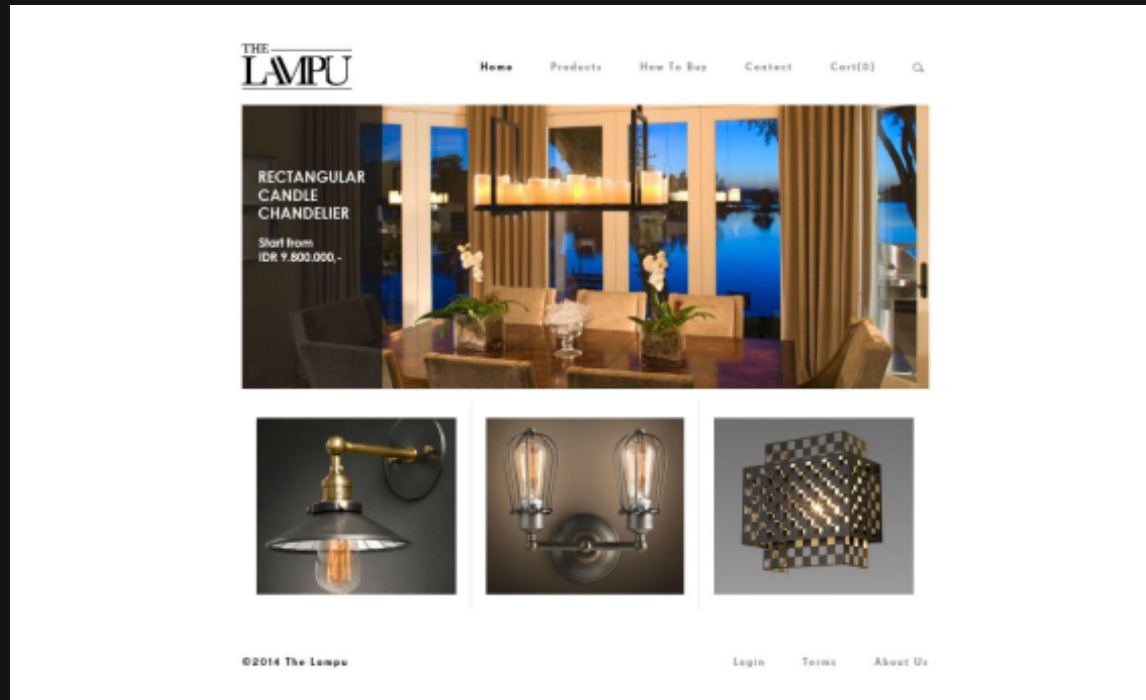 THE
LAMPU
Home Products How To Buy Contact Cart(0)
RECTANGULAR
CANDLE
CHANDELIER
Start from
IDR 9.800.000,-
©2014 The Lampu Login Terms About Us